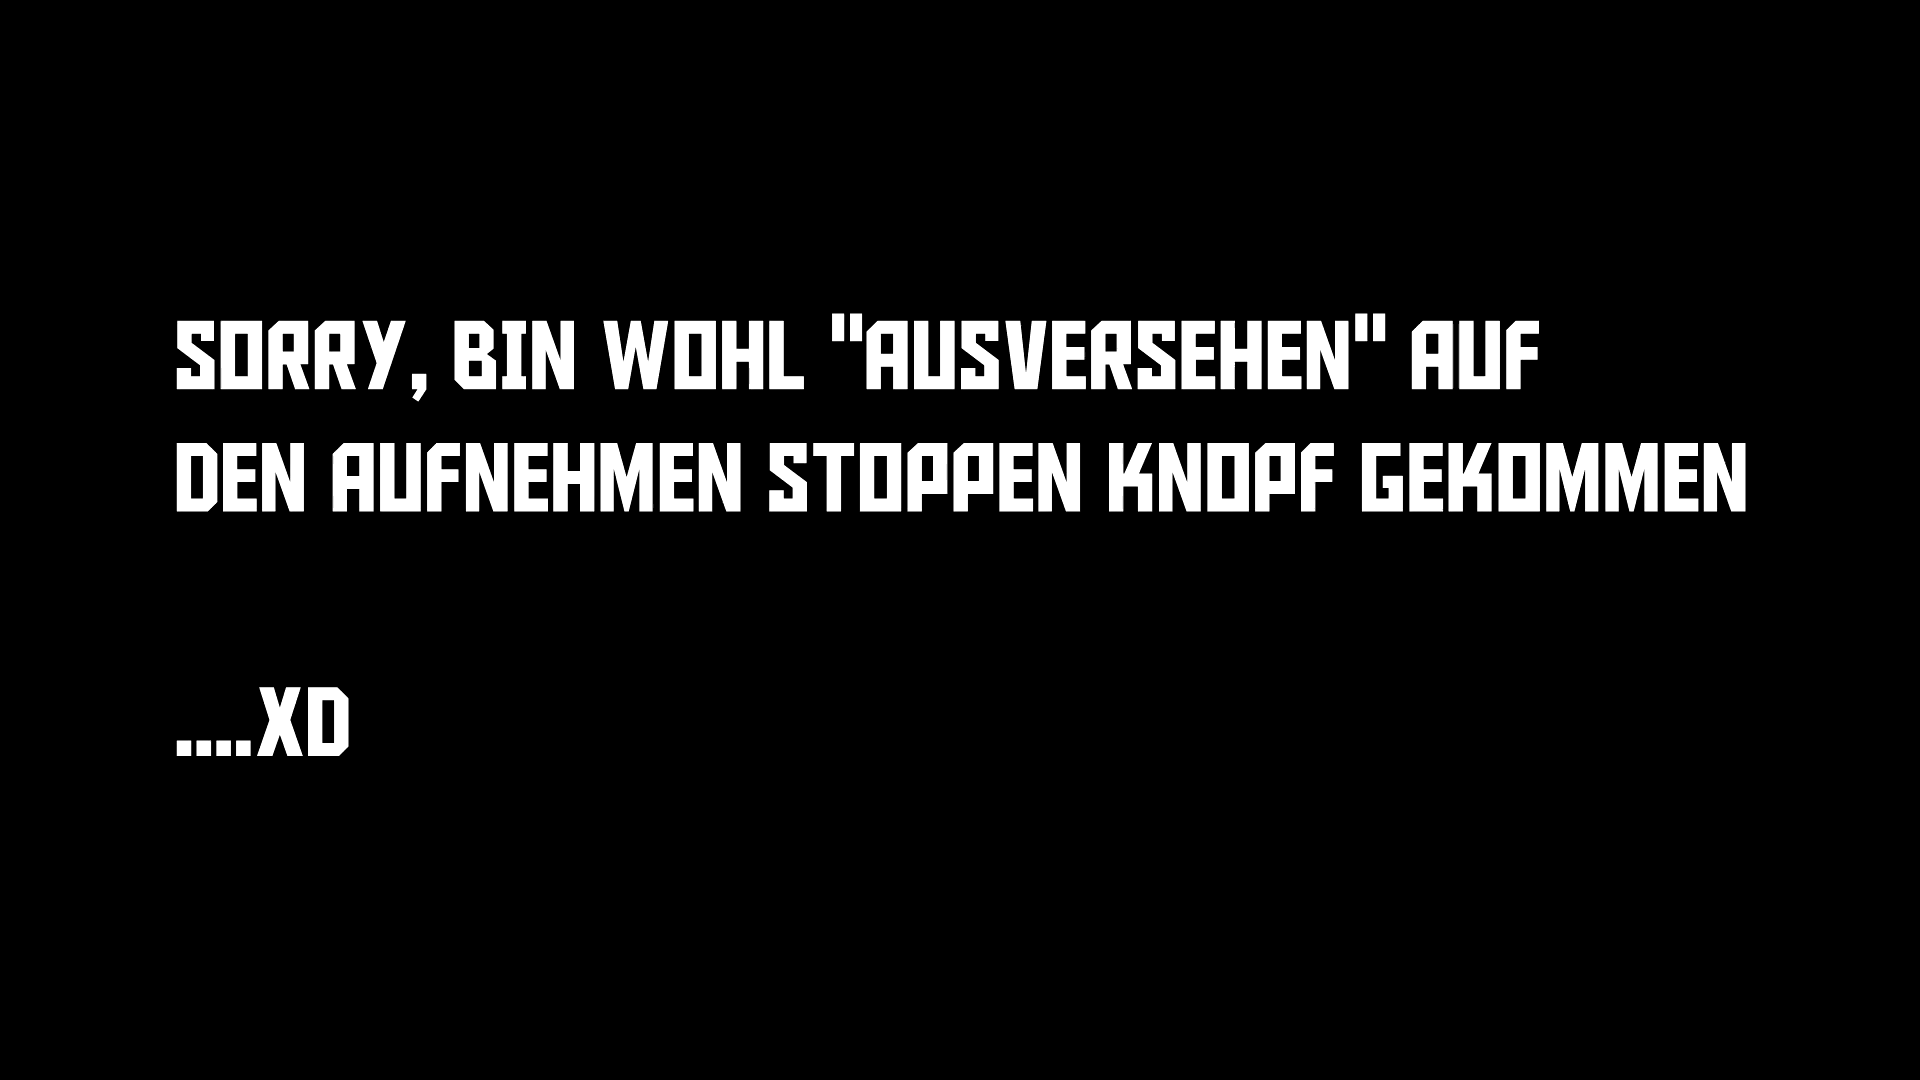 SORRY, BIN WOHL "AUSVERSEHEN" AUF
DEN AUFNEHMEN STOPPEN KNOPF GEKOMMEN
....XD